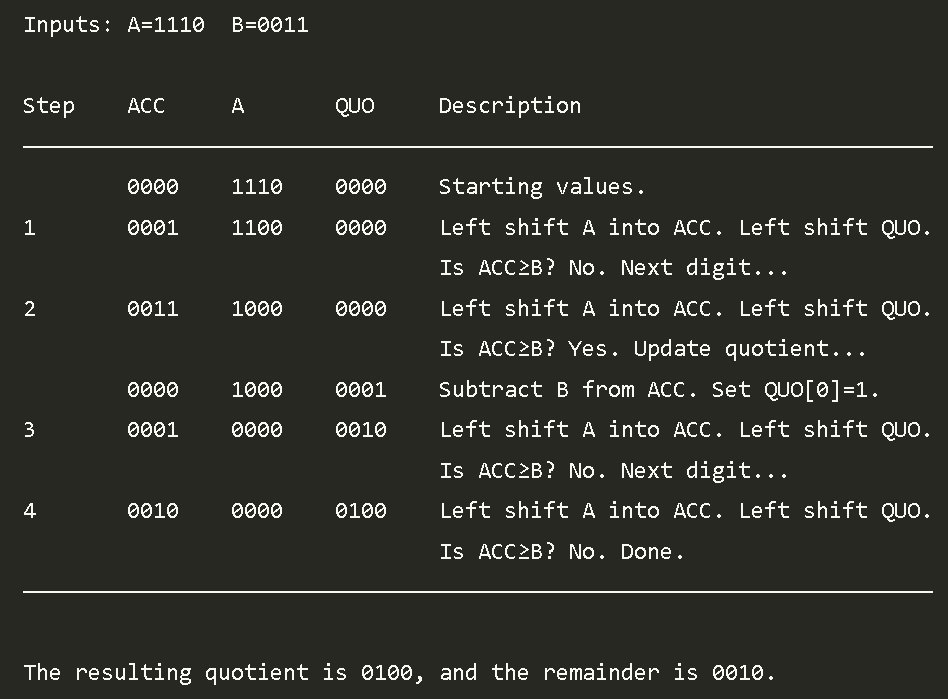 Inputs: A=1110  B=0011
Step    ACC     A       QUO     Description
        0000    1110    0000    Starting values.
1       0001    1100    0000    Left shift A into ACC. Left shift QUO.
                                Is ACC≥B? No. Next digit...
2       0011    1000    0000    Left shift A into ACC. Left shift QUO.
                                Is ACC≥B? Yes. Update quotient...
        0000    1000    0001    Subtract B from ACC. Set QUO[0]=1.
3       0001    0000    0010    Left shift A into ACC. Left shift QUO.
                                Is ACC≥B? No. Next digit...
4       0010    0000    0100    Left shift A into ACC. Left shift QUO.
                                Is ACC≥B? No. Done.
The resulting quotient is 0100, and the remainder is 0010.